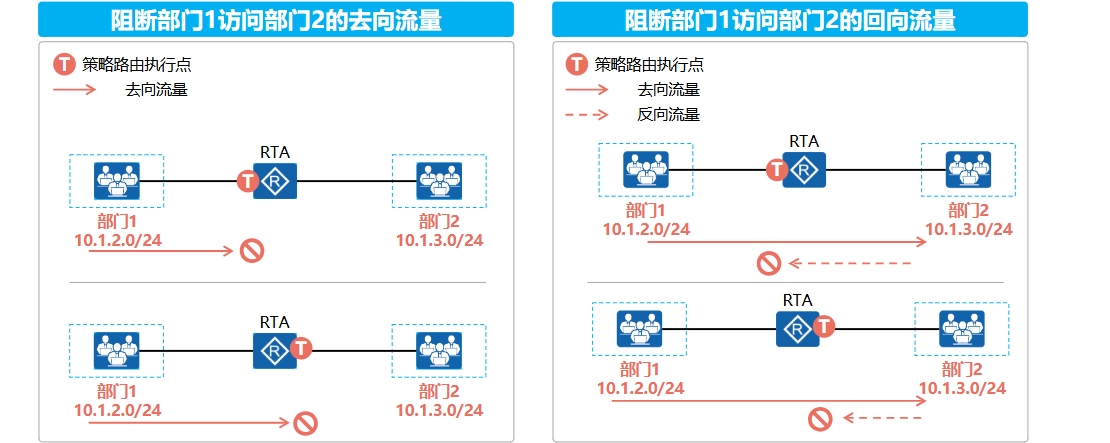 阻断部门1访问部门2的去向流量
T 策略路由执行点
去向流量
RTA
T
R
部门1
10.1.2.0/24
部门2
10.1.3.0/24
RTA
R
T
部门1
10.1.2.0/24
部门2
10.1.3.0/24
阻断部门1访问部门2的回向流量
T 策略路由执行点
去向流量
反向流量
RTA
T
R
部门1
10.1.2.0/24
部门2
10.1.3.0/24
RTA
R
T
部门1
10.1.2.0/24
部门2
10.1.3.0/24